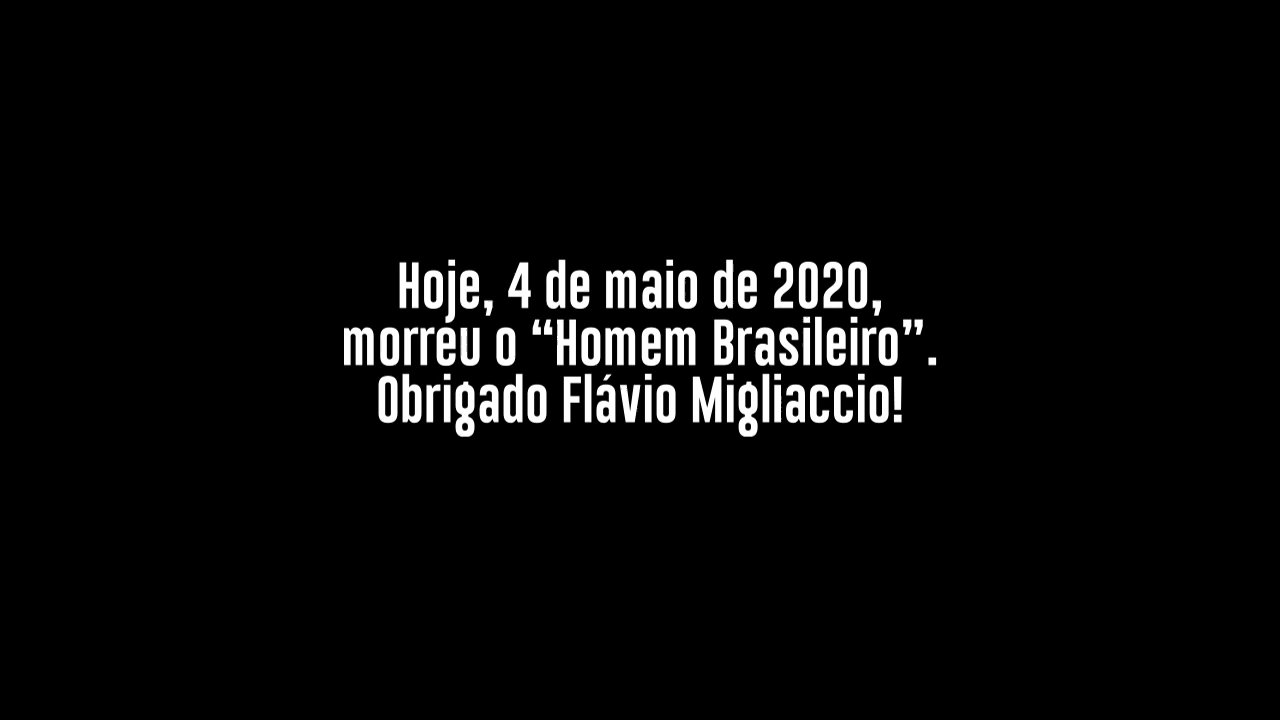 Hoje, 4 de maio de 2020,
morreu o “Homem Brasileiro”.
Obrigado Flávio Migliaccio!